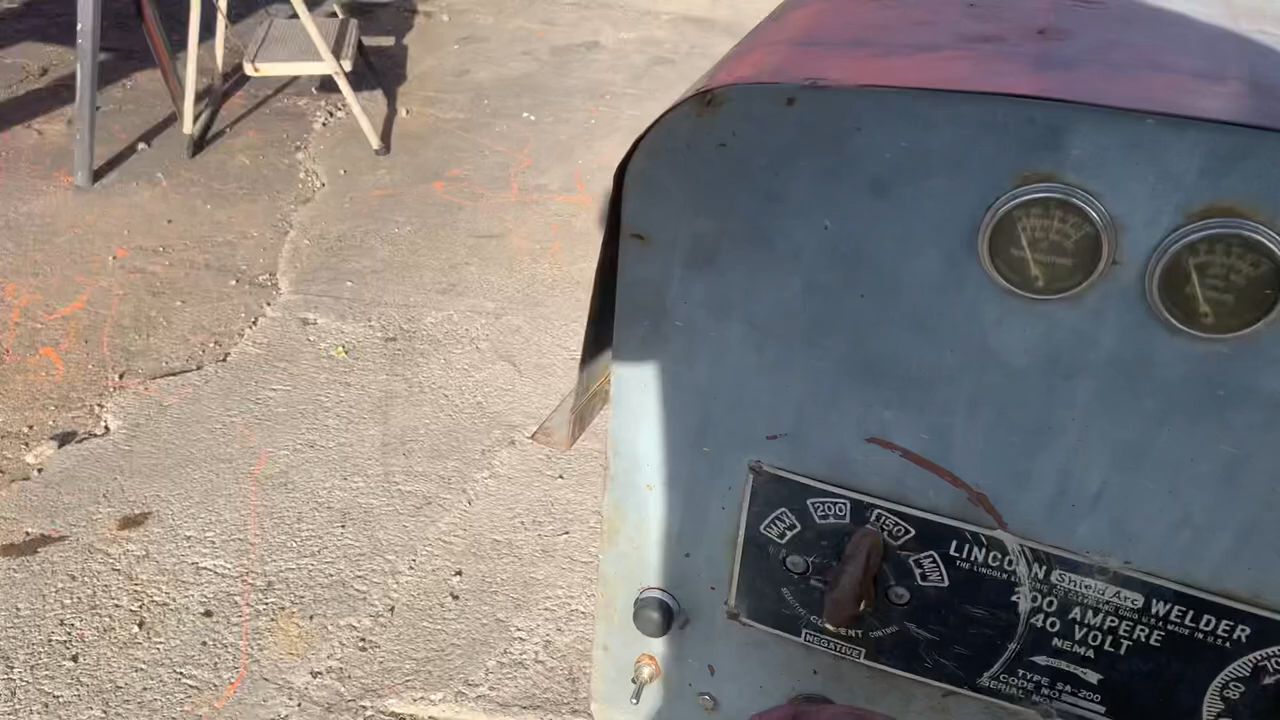 MAX
200
150
MIN
SELECTIVE CURRENT CONTROL
NEGATIVE
LINCOLN Shield Arc WELDER
THE LINCOLN ELECTRIC CO. CLEVELAND OHIO U.S.A. MADE IN U.S.A.
200 AMPERE
40 VOLT
NEMA
TYPE SA-200
CODE NO.
SERIAL NO.
80
70